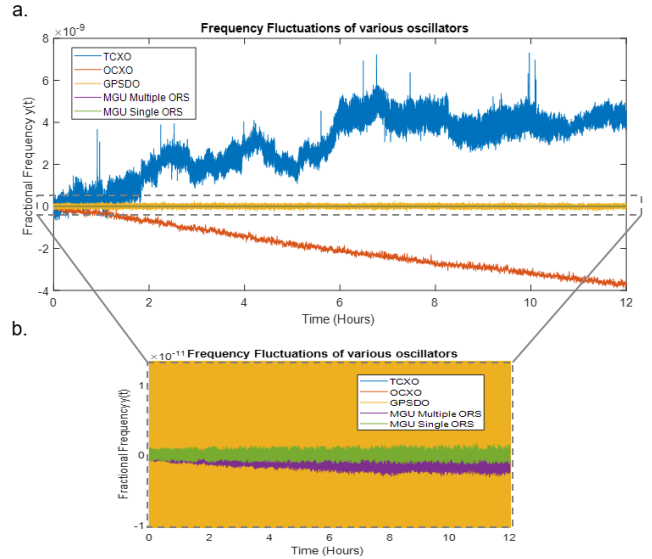 a.
Frequency Fluctuations of various oscillators
×10-9
8
6
4
2
0
-2
-4
Fractional Frequency y(t)
TCXO
OCXO
GPSDO
MGU Multiple ORS
MGU Single ORS
0 2 4 6 8 10 12
Time (Hours)
b.
×10-11 Frequency Fluctuations of various oscillators
1
0
-1
Fractional Frequency y(t)
TCXO
OCXO
GPSDO
MGU Multiple ORS
MGU Single ORS
0 2 4 6 8 10 12
Time (Hours)